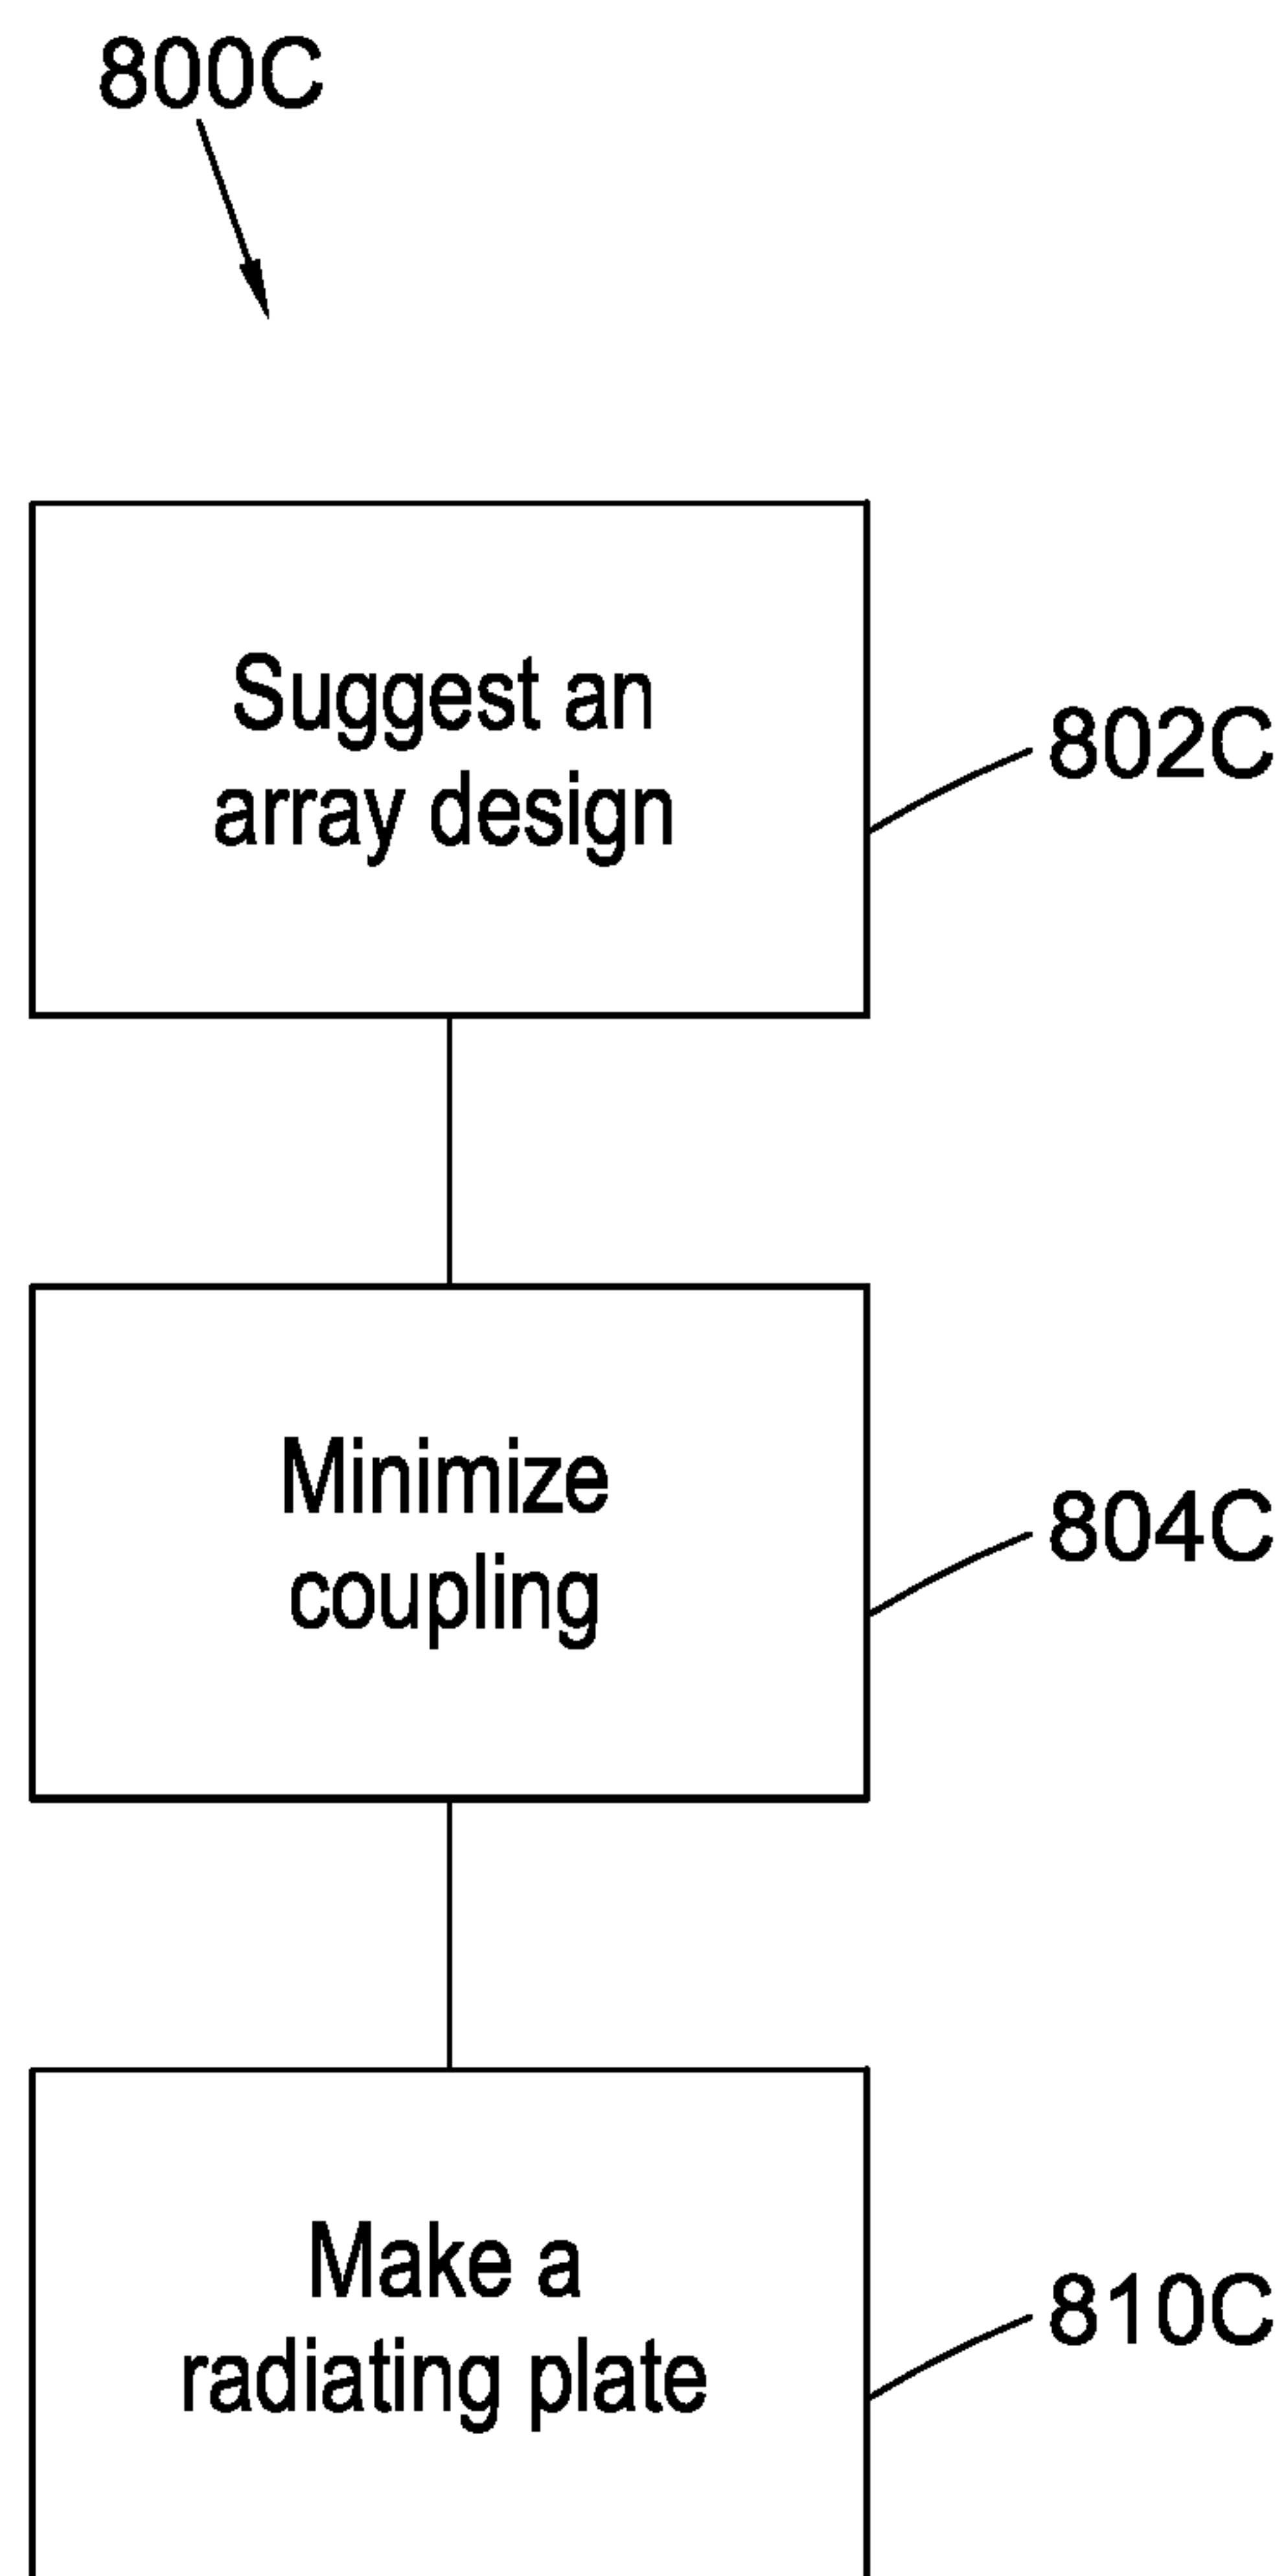 800C
Suggest an
array design
802C
Minimize
coupling
804C
Make a
radiating plate
810C